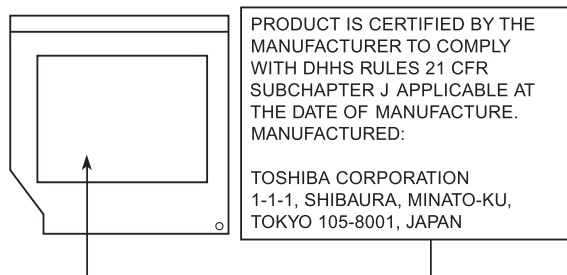 PRODUCT IS CERTIFIED BY THE
MANUFACTURER TO COMPLY
WITH DHHS RULES 21 CFR
SUBCHAPTER J APPLICABLE AT
THE DATE OF MANUFACTURE.
MANUFACTURED:
TOSHIBA CORPORATION
1-1-1, SHIBAURA, MINATO-KU,
TOKYO 105-8001, JAPAN